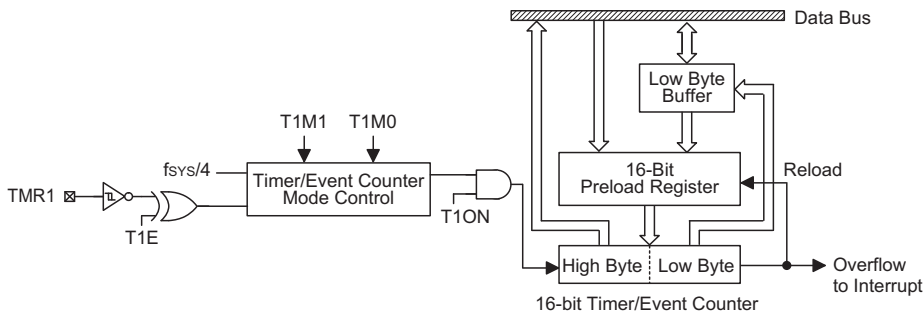 Data Bus
Low Byte
Buffer
T1M1
T1M0
fSYS/4
16-Bit
Preload Register
Reload
Timer/Event Counter
Mode Control
TMR1
T1E
T1ON
High Byte
Low Byte
Overflow
to Interrupt
16-bit Timer/Event Counter